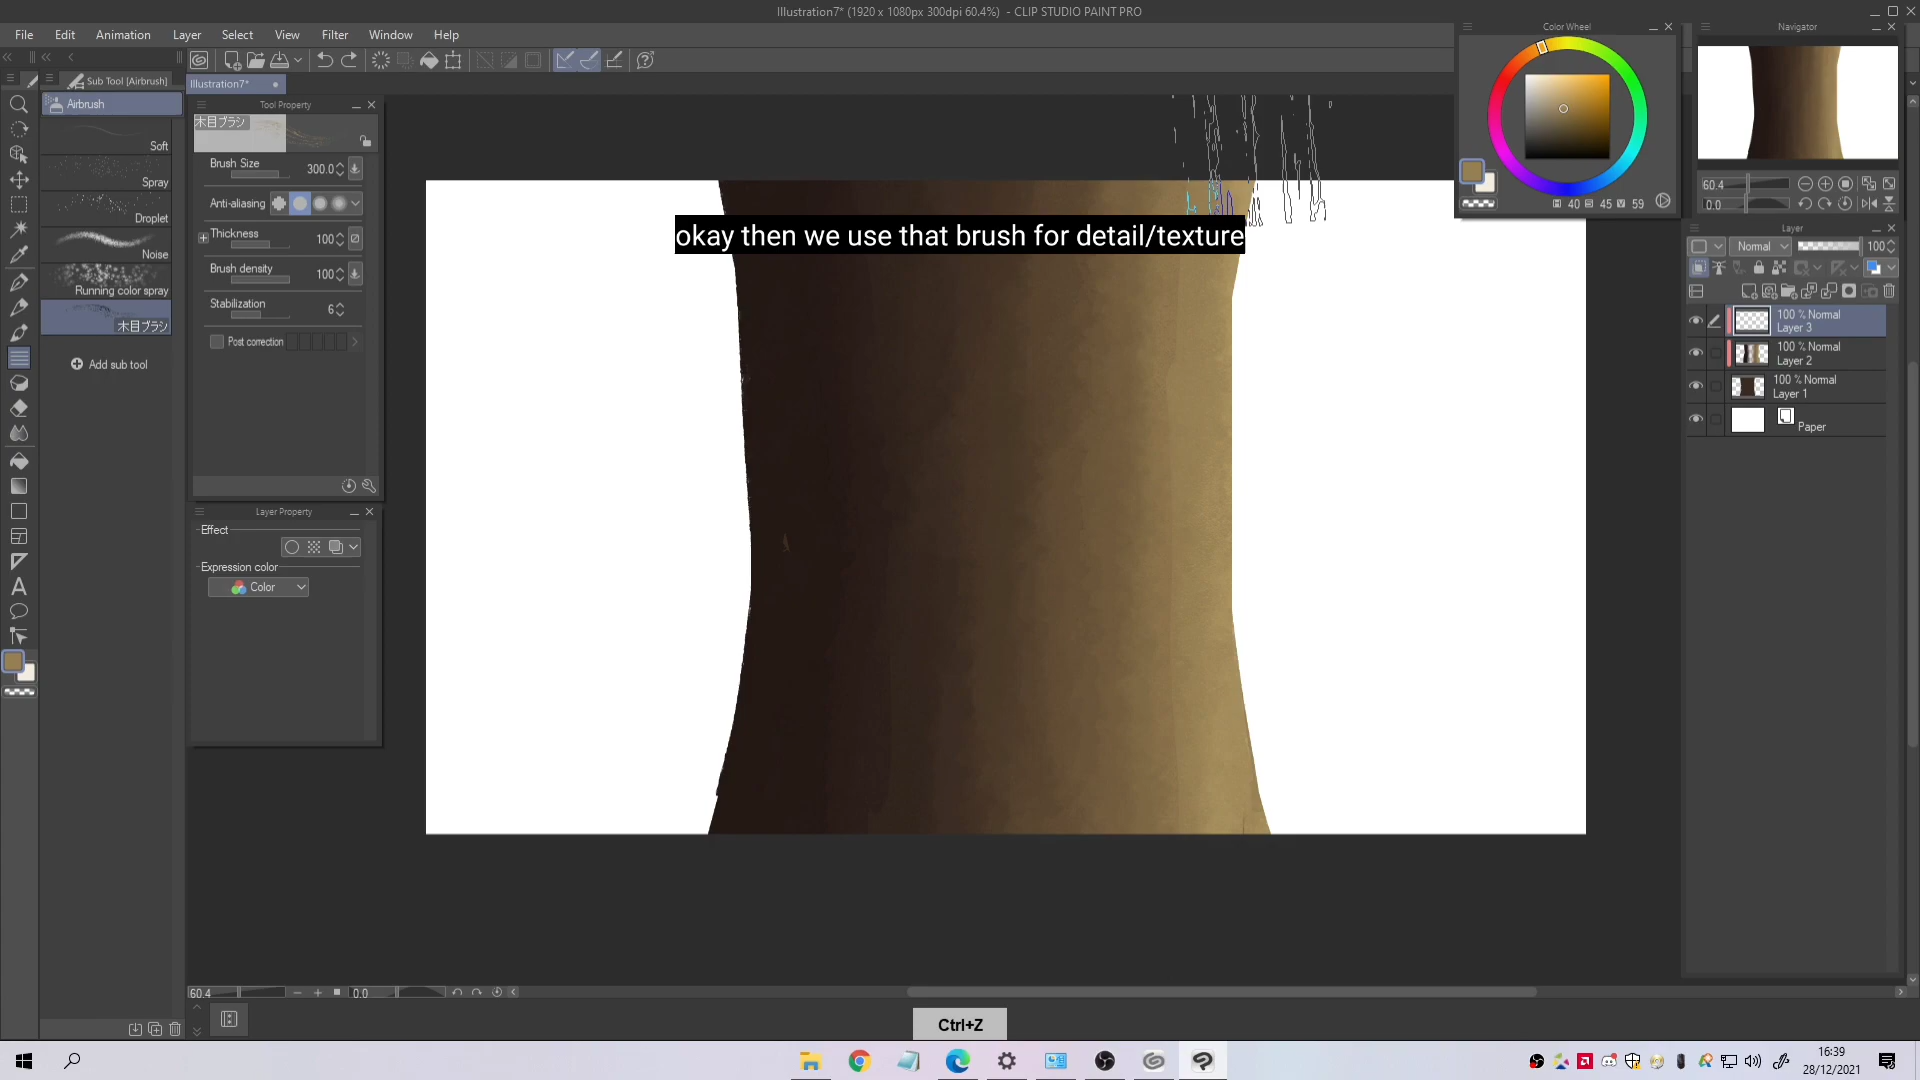 Illustration7* (1920 x 1080px 300dpi 60.4%) - CLIP STUDIO PAINT PRO
File Edit Animation Layer Select View Filter Window Help
Sub Tool [Airbrush]
Airbrush
Soft
Spray
Droplet
Noise
Running color spray
木目ブラシ
Add sub tool
Illustration7*
Tool Property
木目ブラシ
Brush Size 300.0
Anti-aliasing
Thickness 100
Brush density 100
Stabilization 6
Post correction
Layer Property
Effect
Expression color
Color
okay then we use that brush for detail/texture
Color Wheel
H 40 S 45 V 59
Navigator
60.4
0.0
Layer
Normal 100
100 % Normal
Layer 3
100 % Normal
Layer 2
100 % Normal
Layer 1
Paper
60.4 0.0
Ctrl+Z
16:39
28/12/2021